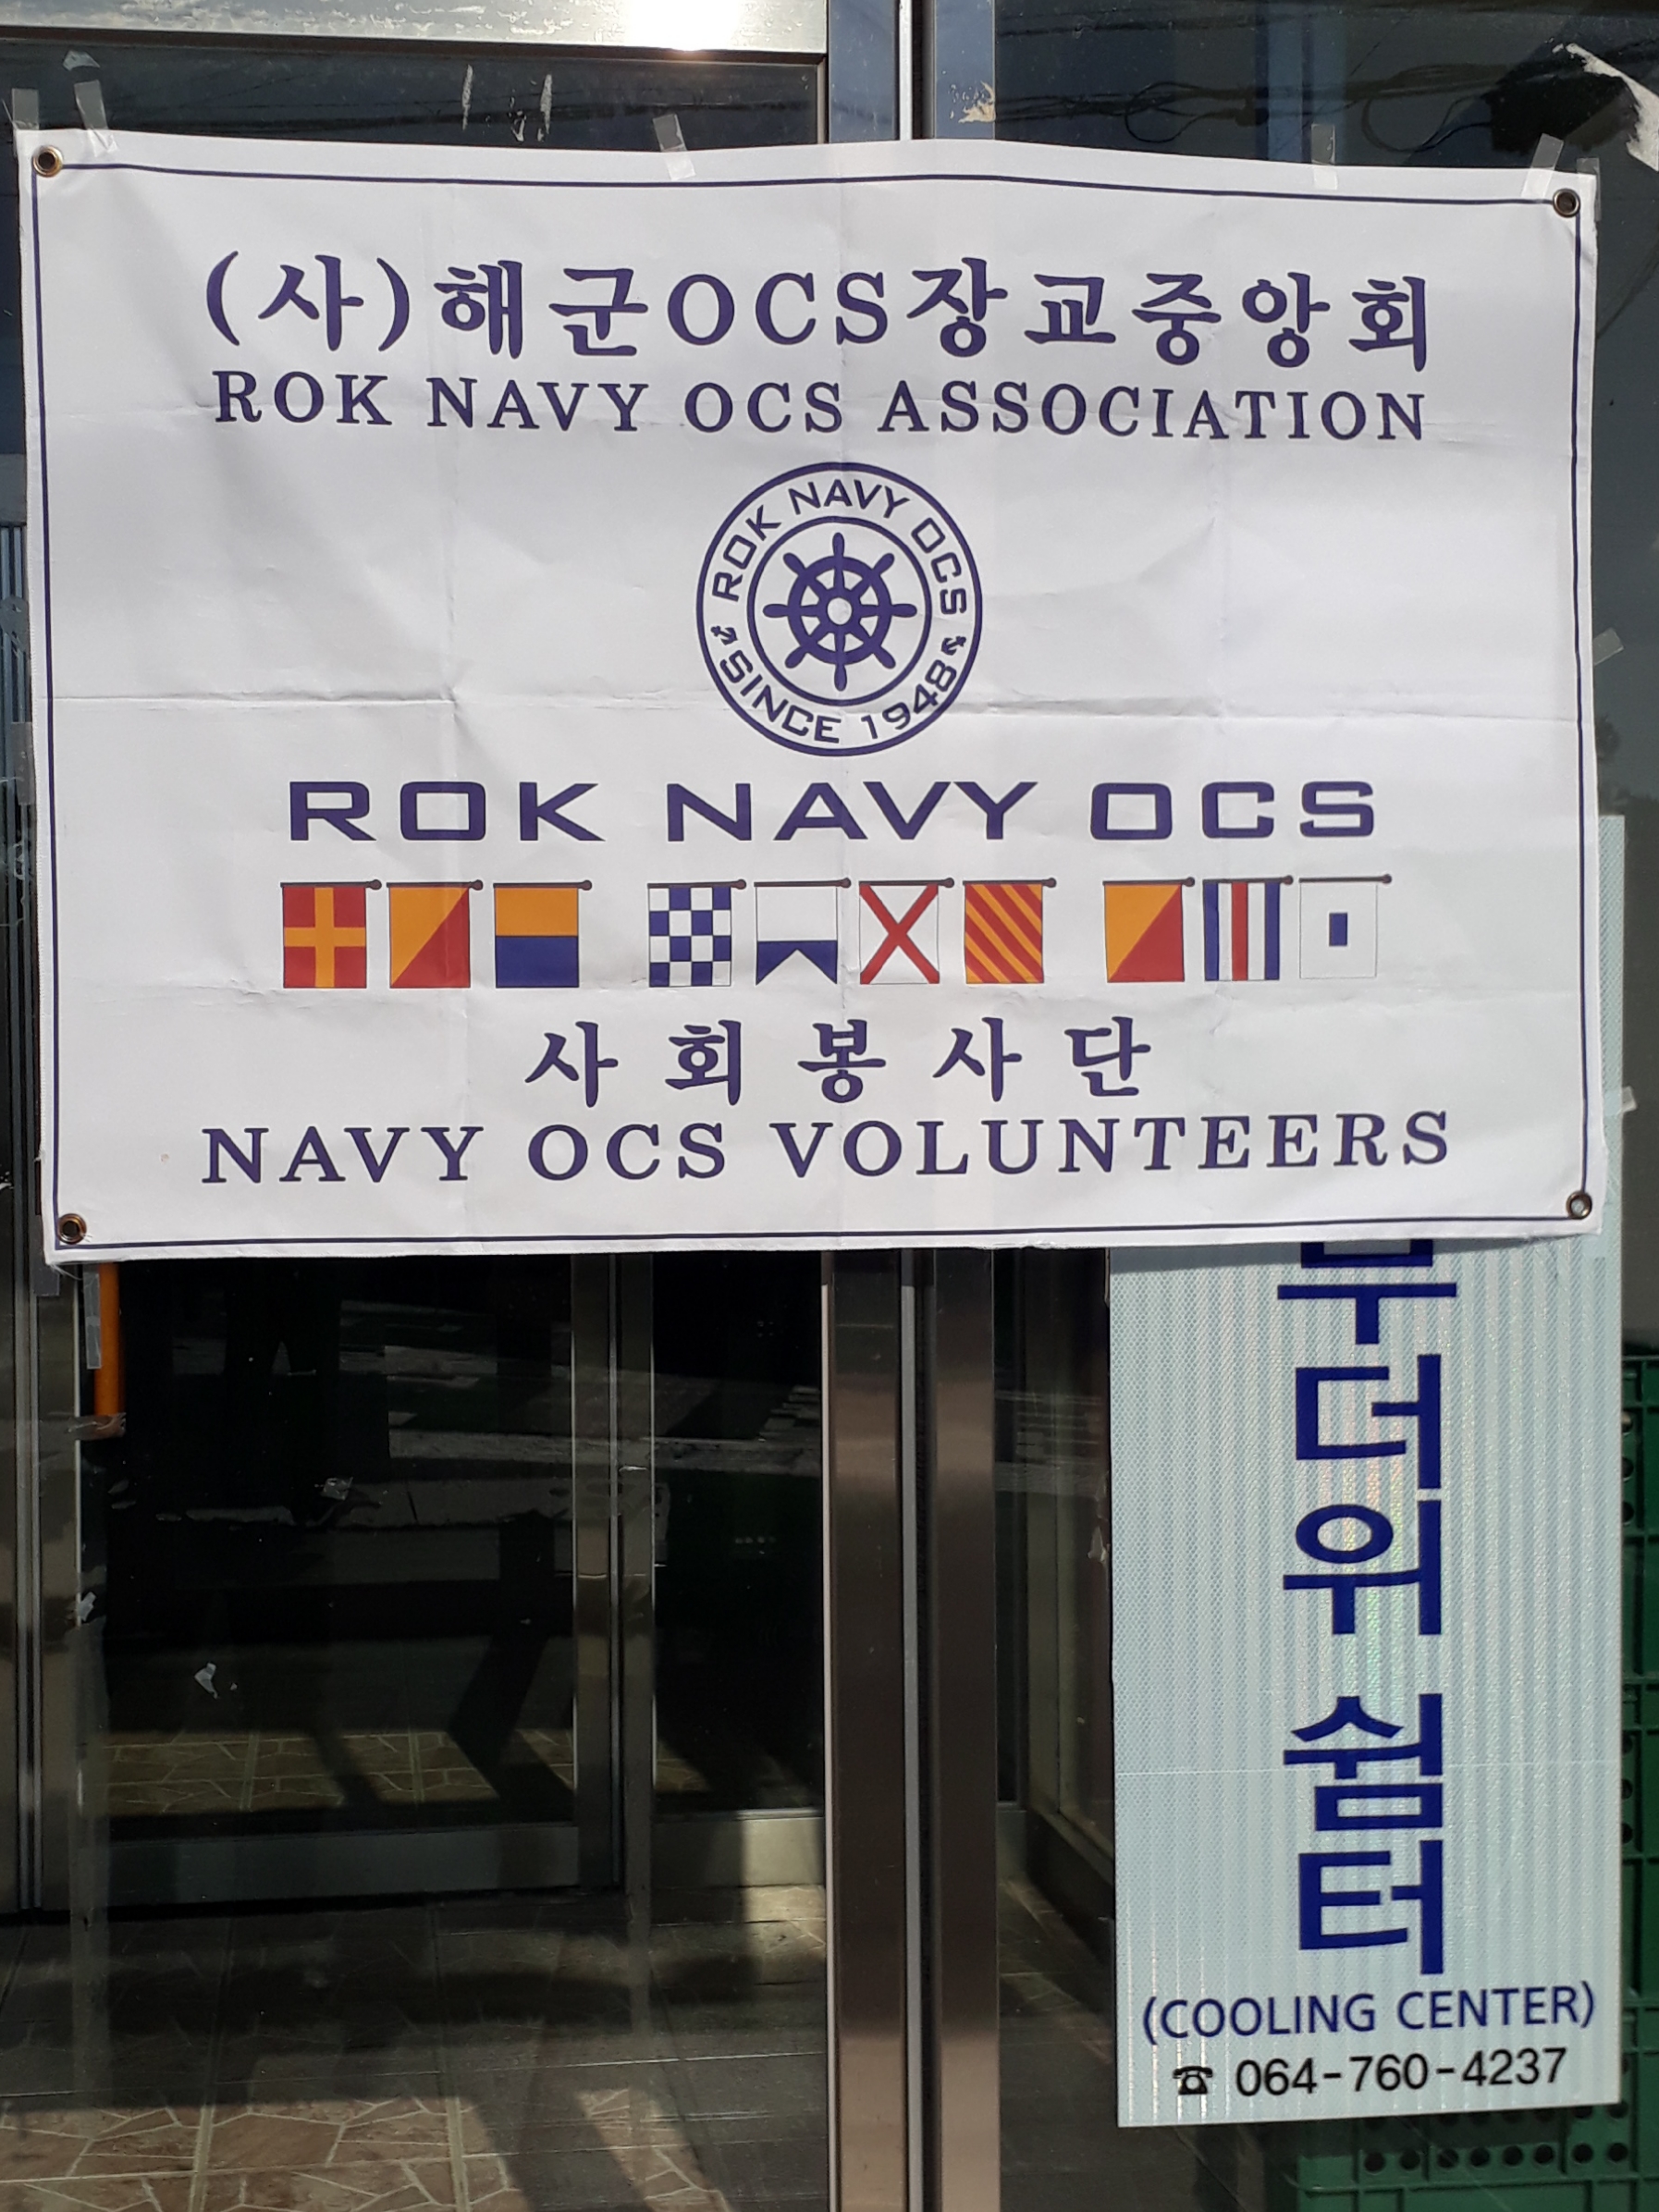 (사)해군OCS장교중앙회
ROK NAVY OCS ASSOCIATION
ROK NAVY OCS
SINCE 1948
ROK NAVY OCS
사회봉사단
NAVY OCS VOLUNTEERS
더위 쉼터
(COOLING CENTER)
☎ 064-760-4237